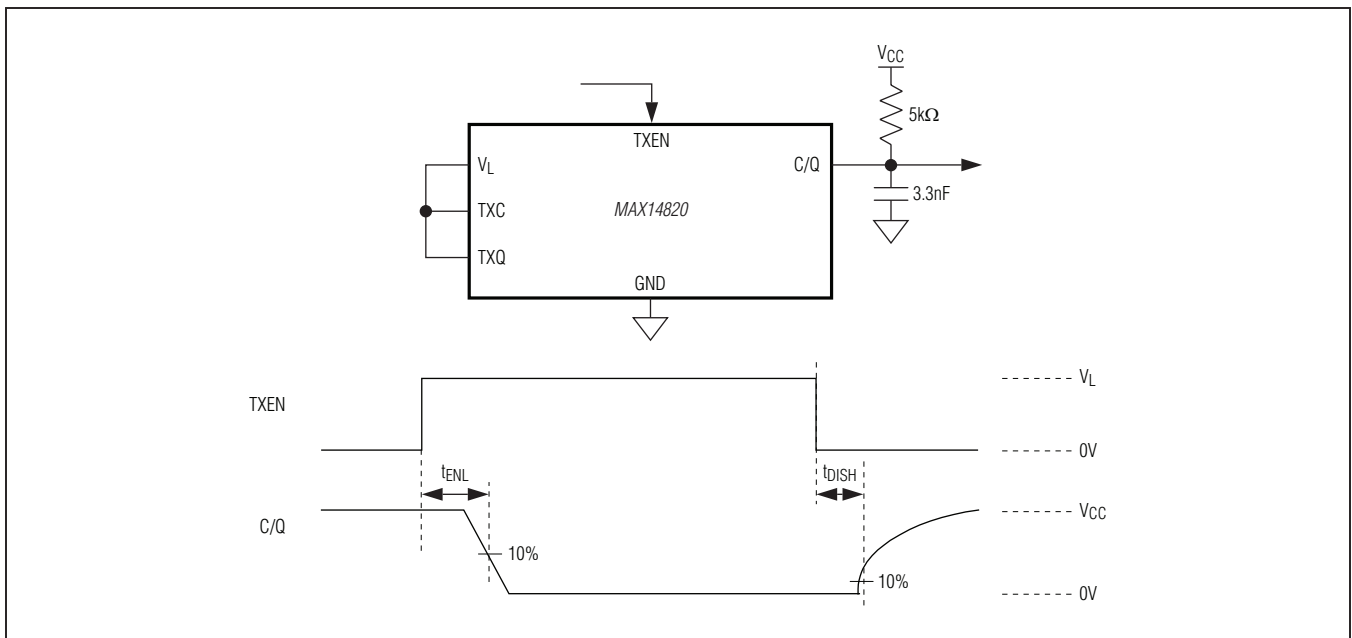 VCC
5kΩ
TXEN
VL
C/Q
TXC
MAX14820
3.3nF
TXQ
GND
TXEN
VL
0V
tENL
tDISH
C/Q
VCC
10%
10%
0V